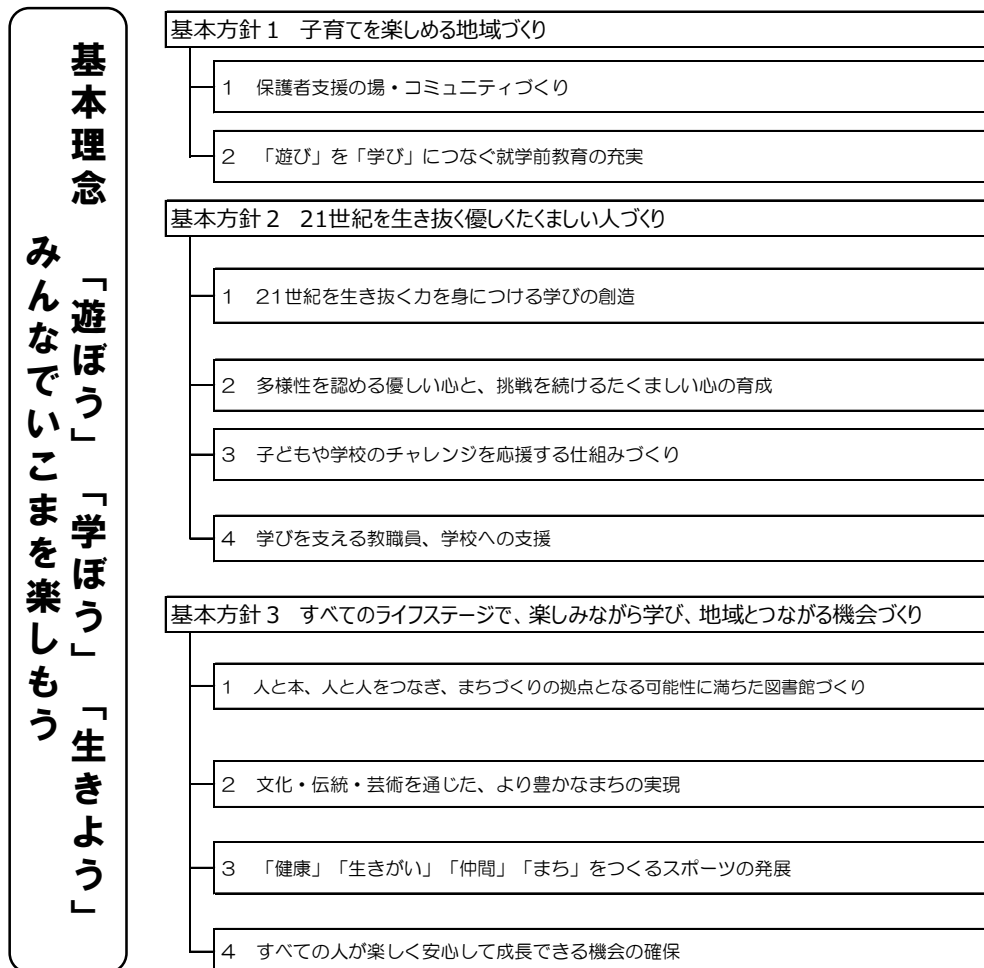 基本理念 「遊ぼう」 「学ぼう」 「生きよう」
みんなでいこまを楽しもう
基本方針1 子育てを楽しめる地域づくり
1 保護者支援の場・コミュニティづくり
2 「遊び」を「学び」につなぐ就学前教育の充実
基本方針2 21世紀を生き抜く優しくたくましい人づくり
1 21世紀を生き抜く力を身につける学びの創造
2 多様性を認める優しい心と、挑戦を続けるたくましい心の育成
3 子どもや学校のチャレンジを応援する仕組みづくり
4 学びを支える教職員、学校への支援
基本方針3 すべてのライフステージで、楽しみながら学び、地域とつながる機会づくり
1 人と本、人と人をつなぎ、まちづくりの拠点となる可能性に満ちた図書館づくり
2 文化・伝統・芸術を通じた、より豊かなまちの実現
3 「健康」「生きがい」「仲間」「まち」をつくるスポーツの発展
4 すべての人が楽しく安心して成長できる機会の確保